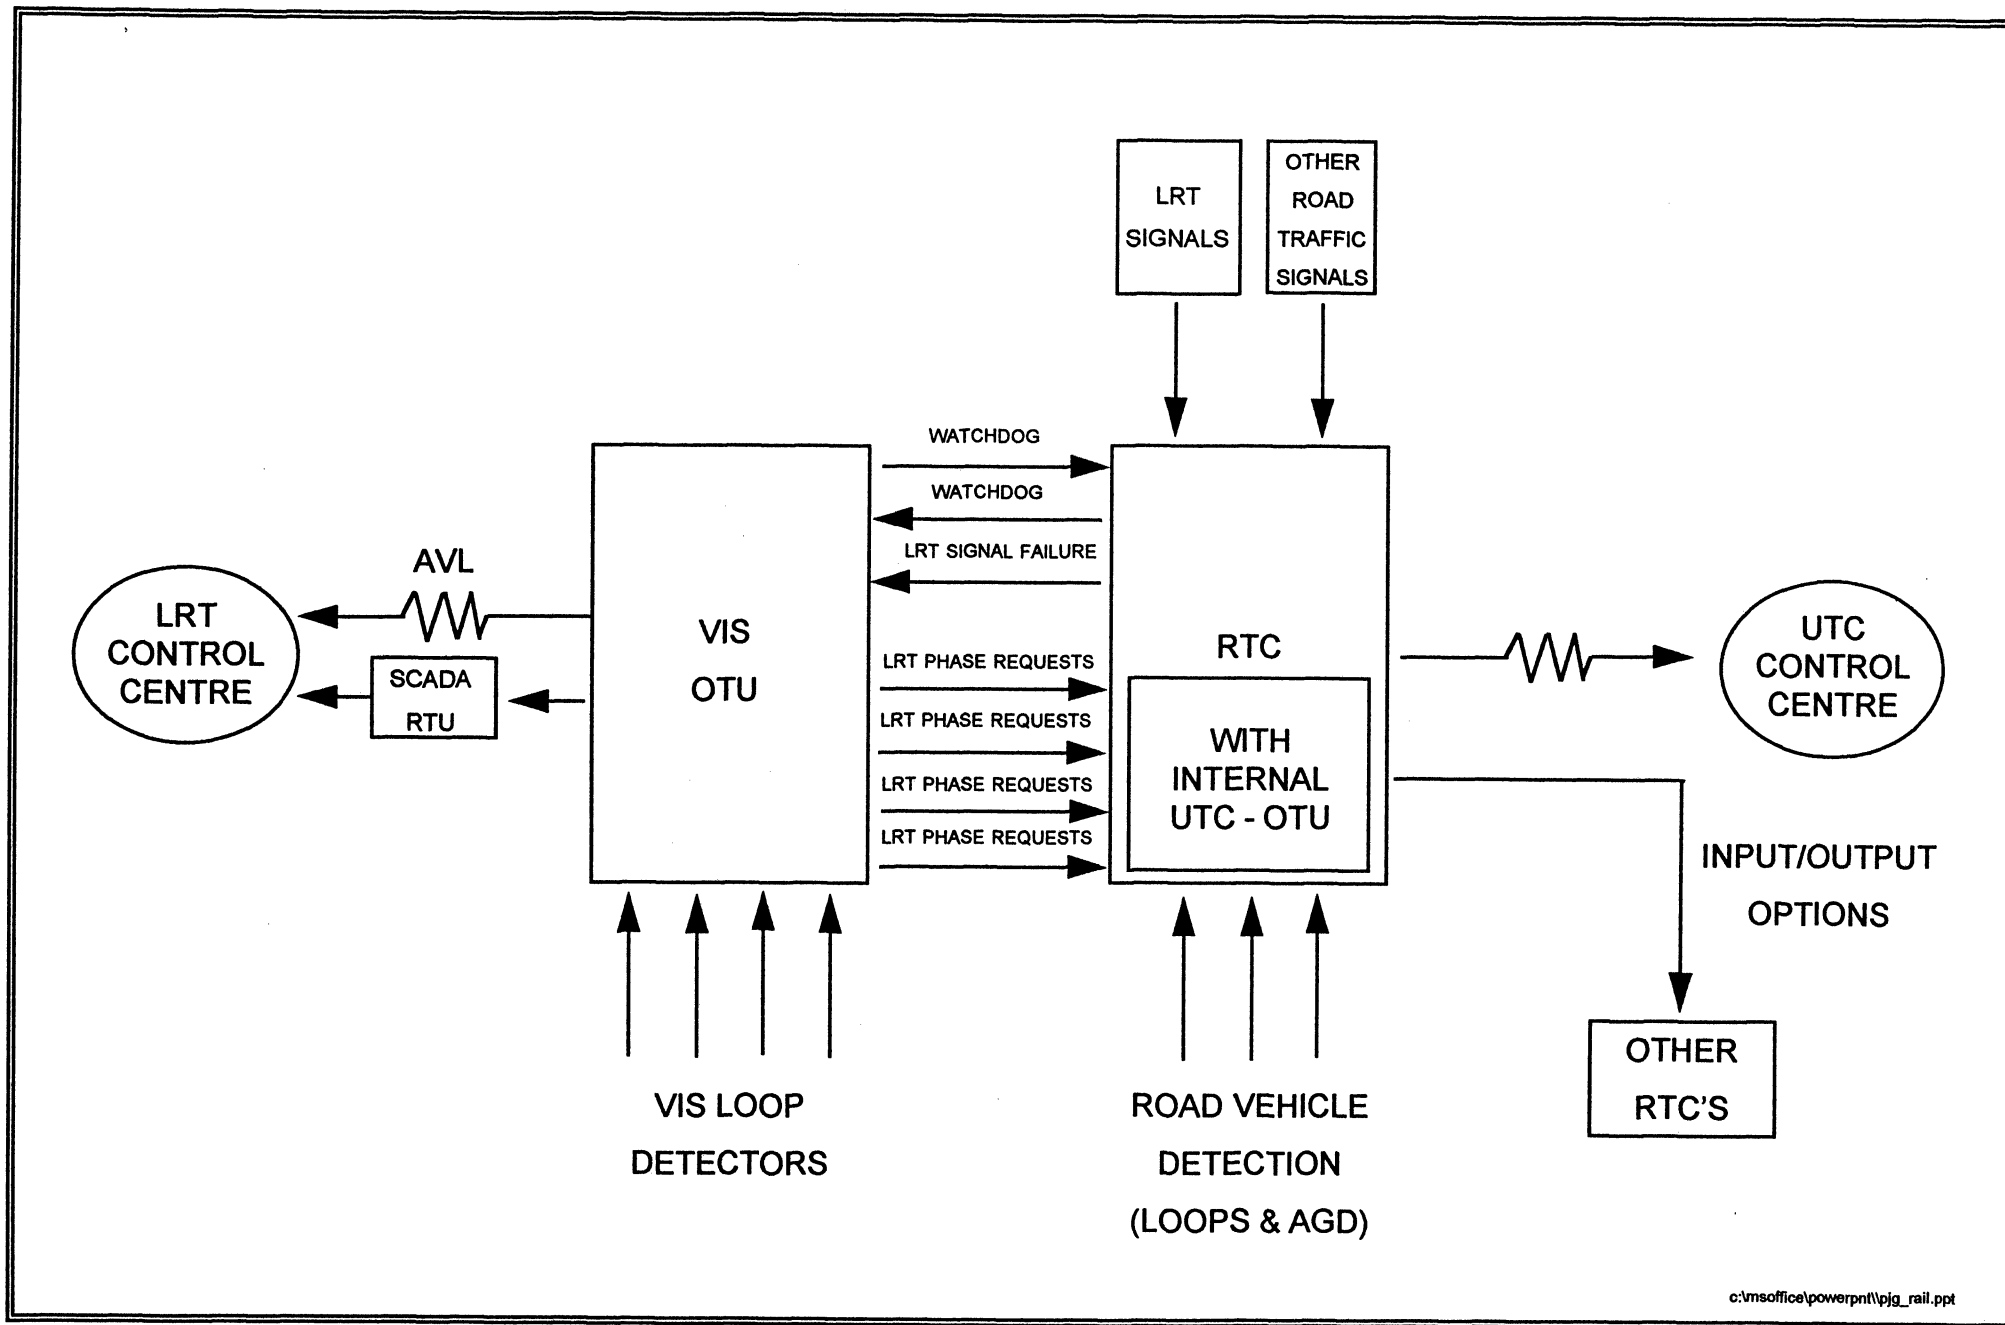 LRT
SIGNALS
OTHER
ROAD
TRAFFIC
SIGNALS
WATCHDOG
WATCHDOG
LRT SIGNAL FAILURE
AVL
LRT
CONTROL
CENTRE
SCADA
RTU
VIS
OTU
LRT PHASE REQUESTS
LRT PHASE REQUESTS
LRT PHASE REQUESTS
LRT PHASE REQUESTS
RTC
WITH
INTERNAL
UTC - OTU
UTC
CONTROL
CENTRE
INPUT/OUTPUT
OPTIONS
OTHER
RTC'S
VIS LOOP
DETECTORS
ROAD VEHICLE
DETECTION
(LOOPS & AGD)
c:\msoffice\powerpnt\\pjg_rail.ppt